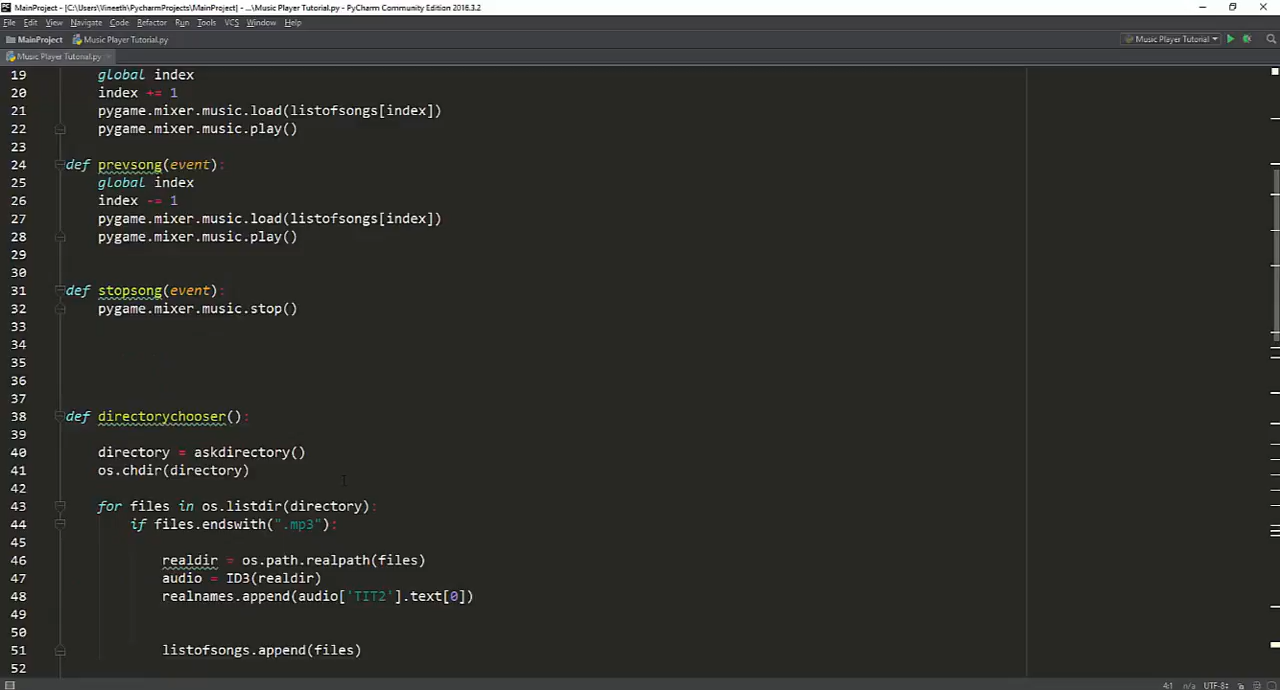 MainProject - [C:\Users\Vineeth\PycharmProjects\MainProject] - ...\Music Player Tutorial.py - PyCharm Community Edition 2016.3.2
File Edit View Navigate Code Refactor Run Tools VCS Window Help
MainProject Music Player Tutorial.py Music Player Tutorial
Music Player Tutorial.py
19 global index
20 index += 1
21 pygame.mixer.music.load(listofsongs[index])
22 pygame.mixer.music.play()
23
24 def prevsong(event):
25 global index
26 index -= 1
27 pygame.mixer.music.load(listofsongs[index])
28 pygame.mixer.music.play()
29
30
31 def stopsong(event):
32 pygame.mixer.music.stop()
33
34
35
36
37
38 def directorychooser():
39
40 directory = askdirectory()
41 os.chdir(directory)
42
43 for files in os.listdir(directory):
44 if files.endswith(".mp3"):
45
46 realdir = os.path.realpath(files)
47 audio = ID3(realdir)
48 realnames.append(audio['TIT2'].text[0])
49
50
51 listofsongs.append(files)
52
4:1 n/a UTF-8